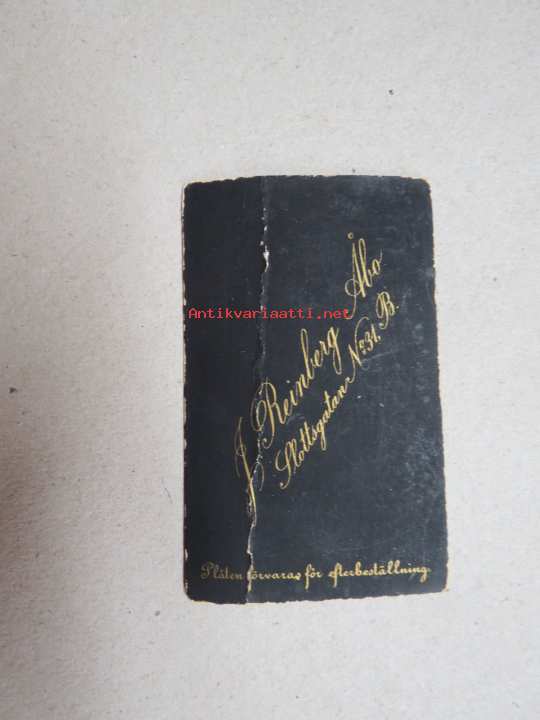 Antikvariaatti.net
J. Reinberg Åbo
Slottsgatan No 31, B.
Plåten förvaras för efterbeställning.